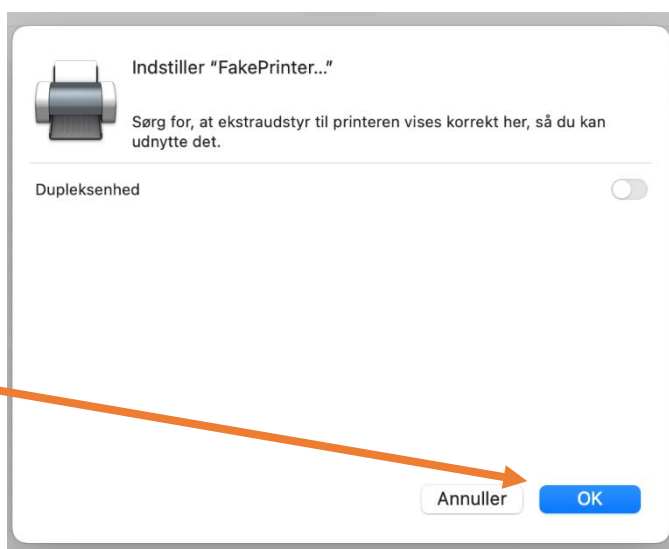 Indstiller “FakePrinter...”
Sørg for, at ekstraudstyr til printeren vises korrekt her, så du kan
udnytte det.
Dupleksenhed
Annuller
OK